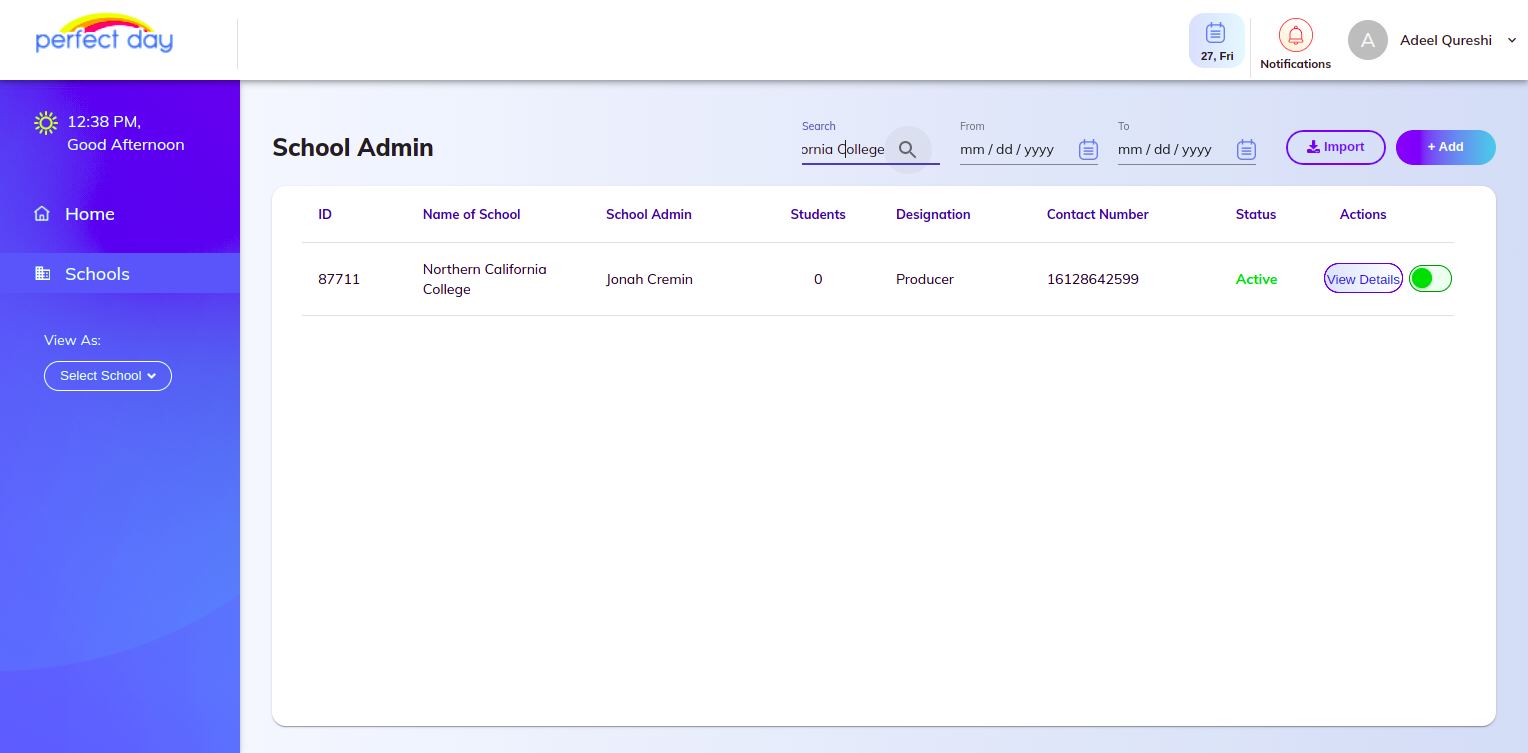 perfect day
27, Fri
Notifications
A
Adeel Qureshi
12:38 PM,
Good Afternoon
Home
Schools
View As:
Select School
School Admin
Search
ornia College
From
mm / dd / yyyy
To
mm / dd / yyyy
Import
+ Add
ID Name of School School Admin Students Designation Contact Number Status Actions
87711 Northern California College Jonah Cremin 0 Producer 16128642599 Active View Details